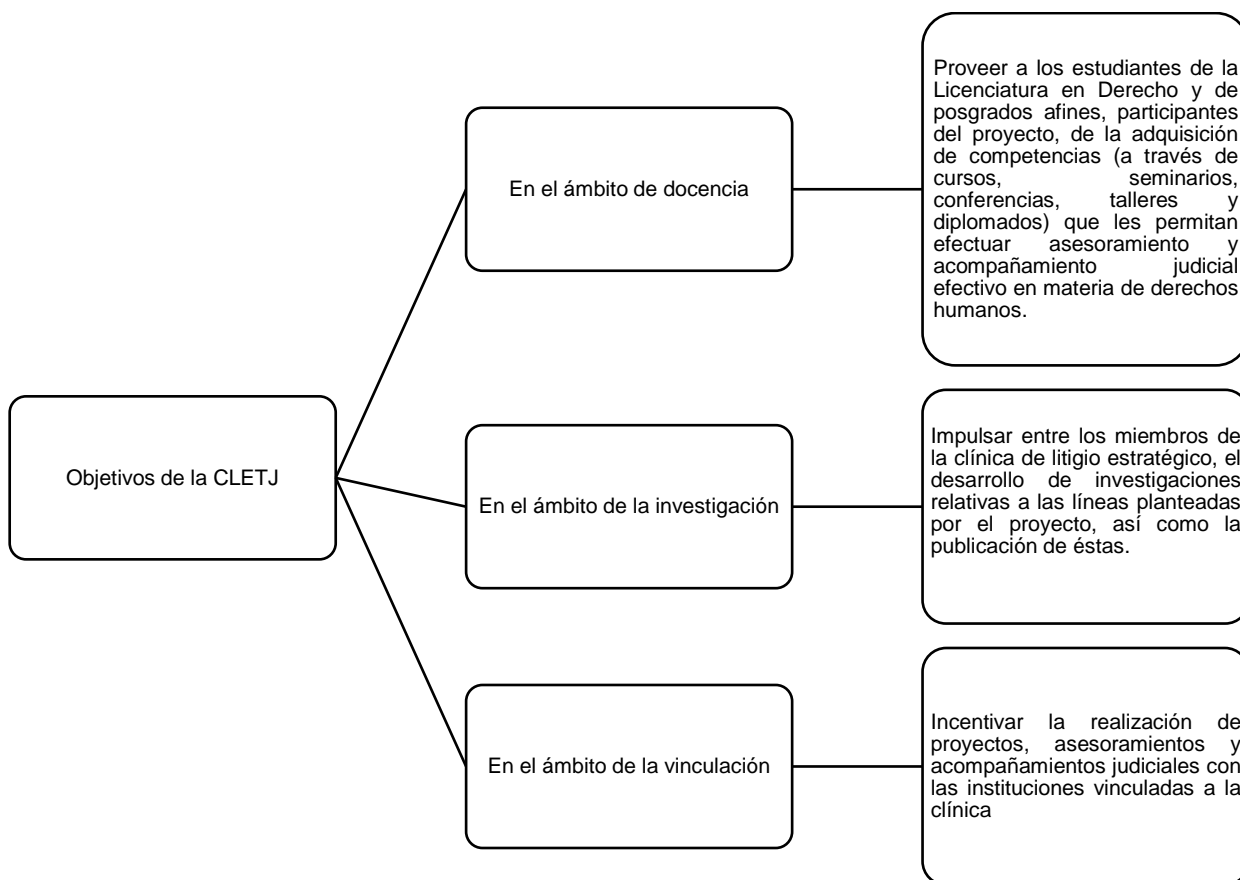 Objetivos de la CLETJ
En el ámbito de docencia
Proveer a los estudiantes de la
Licenciatura en Derecho y de
posgrados afines, participantes
del proyecto, de la adquisición
de competencias (a través de
cursos, seminarios,
conferencias, talleres y
diplomados) que les permitan
efectuar asesoramiento y
acompañamiento judicial
efectivo en materia de derechos
humanos.
En el ámbito de la investigación
Impulsar entre los miembros de
la clínica de litigio estratégico, el
desarrollo de investigaciones
relativas a las líneas planteadas
por el proyecto, así como la
publicación de éstas.
En el ámbito de la vinculación
Incentivar la realización de
proyectos, asesoramientos y
acompañamientos judiciales con
las instituciones vinculadas a la
clínica